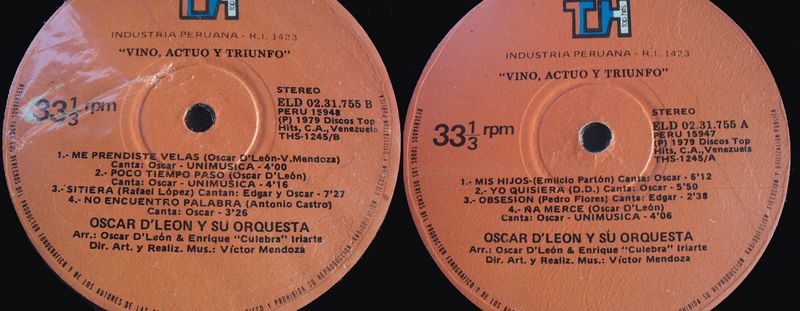 TH
INDUSTRIA PERUANA - R.I. 1423
"VINO, ACTUO Y TRIUNFO"
33 1/3 rpm
STEREO
ELD 02.31.755 B
PERU 15948
(P) 1979 Discos Top
Hits, C.A., Venezuela
THS-1245/B
1.- ME PRENDISTE VELAS (Oscar D'León-V.Mendoza)
Canta: Oscar - UNIMUSICA - 4'00
2.- POCO TIEMPO PASO (Oscar D'León)
Canta: Oscar - UNIMUSICA - 4'16
3.- SITIERA (Rafael López) Cantan: Edgar y Oscar - 7'27
4.- NO ENCUENTRO PALABRA (Antonio Castro)
Canta: Oscar - 3'26
OSCAR D'LEON Y SU ORQUESTA
Arr.: Oscar D'León & Enrique "Culebra" Iriarte
Dir. Art. y Realiz. Mus.: Víctor Mendoza
TH
INDUSTRIA PERUANA - R.I. 1423
"VINO, ACTUO Y TRIUNFO"
33 1/3 rpm
STEREO
ELD 02.31.755 A
PERU 15947
(P) 1979 Discos Top
Hits, C.A., Venezuela
THS-1245/A
1.- MIS HIJOS-(Emilcio Partón) Canta: Oscar - 6'12
2.- YO QUISIERA (D.D.) Canta: Oscar - 5'50
3.- OBSESION (Pedro Flores) Canta: Edgar - 2'38
4.- ÑA MERCE (Oscar D'León)
Canta: Oscar - UNIMUSICA - 4'06
OSCAR D'LEON Y SU ORQUESTA
Arr.: Oscar D'León & Enrique "Culebra" Iriarte
Dir. Art. y Realiz. Mus.: Víctor Mendoza